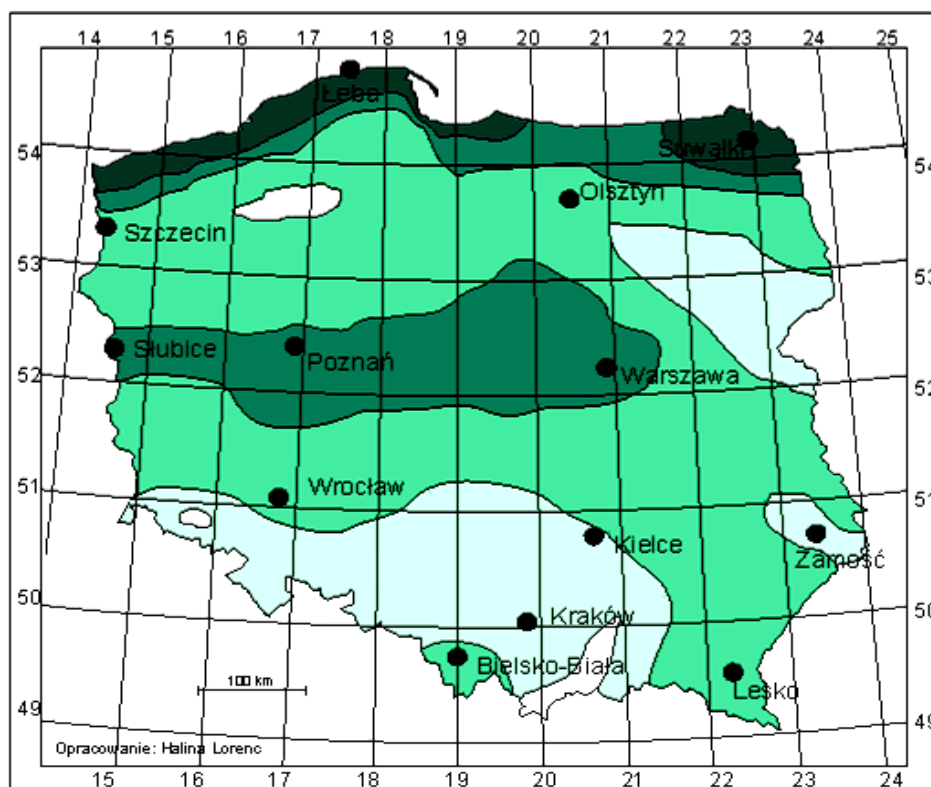 14 15 16 17 18 19 20 21 22 23 24 25
Łeba
54 Suwałki 54
Olsztyn
Szczecin
53 53
Słubice Poznań
Warszawa
52 52
Wrocław
51 51
Kielce Zamość
50 Kraków 50
Bielsko-Biała
100 km Lesko
49 49
Opracowanie: Halina Lorenc
15 16 17 18 19 20 21 22 23 24